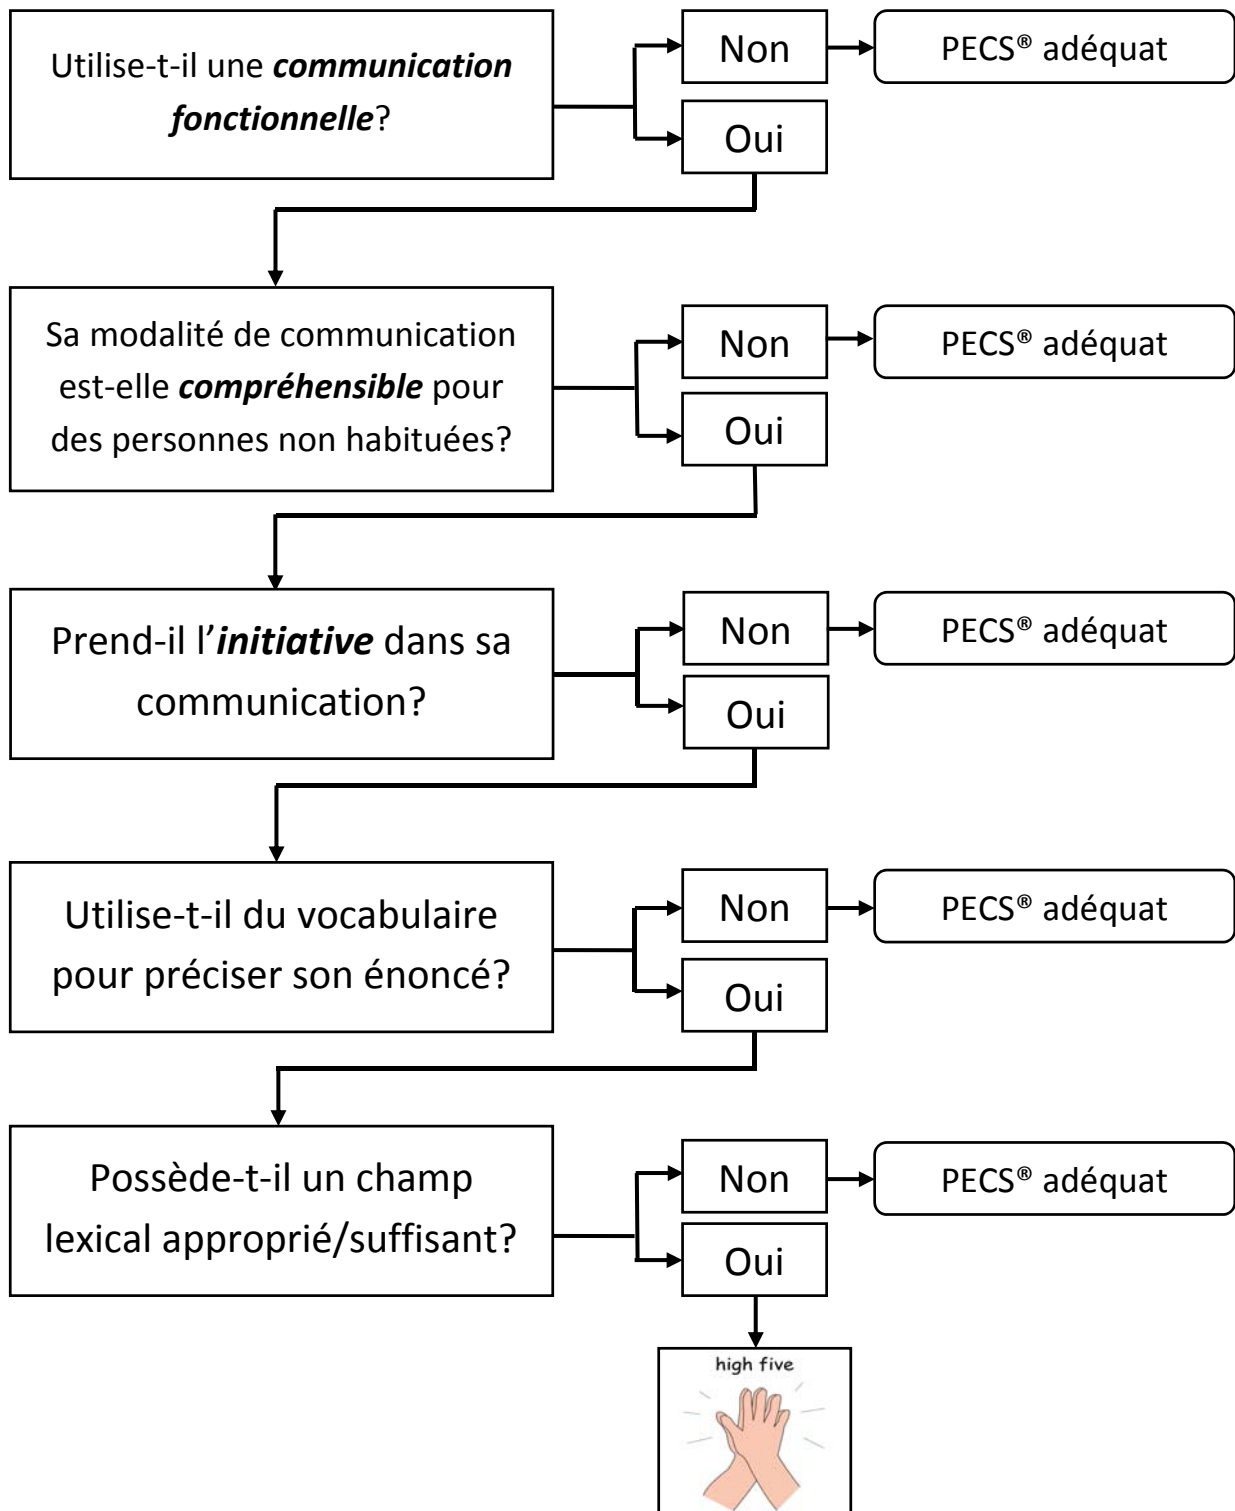 Utilise-t-il une communication
fonctionnelle?
Non
PECS® adéquat
Oui
Sa modalité de communication
est-elle compréhensible pour
des personnes non habituées?
Non
PECS® adéquat
Oui
Prend-il l’initiative dans sa
communication?
Non
PECS® adéquat
Oui
Utilise-t-il du vocabulaire
pour préciser son énoncé?
Non
PECS® adéquat
Oui
Possède-t-il un champ
lexical approprié/suffisant?
Non
PECS® adéquat
Oui
high five